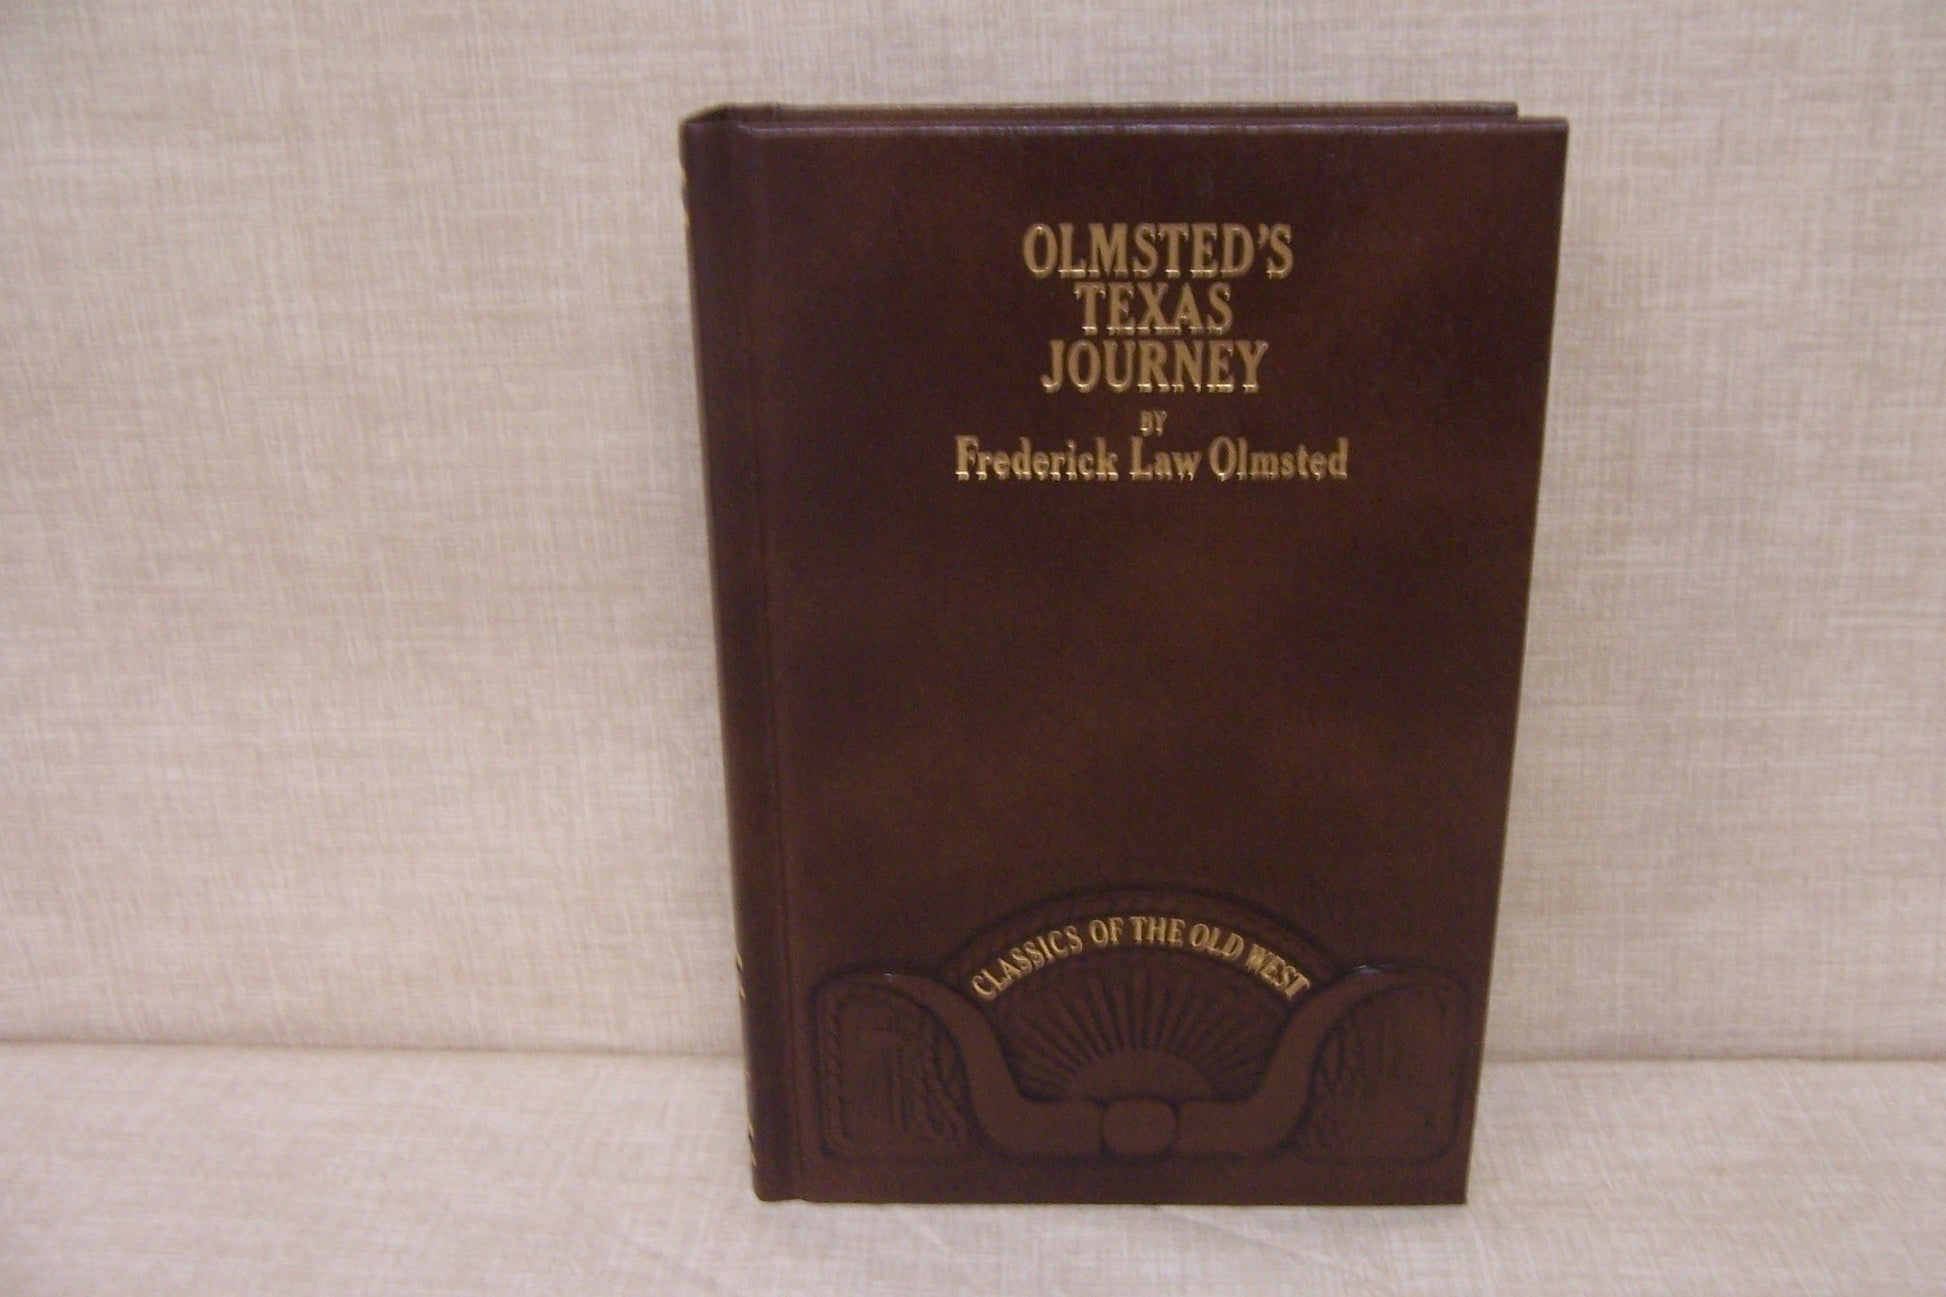 OLMSTED'S
TEXAS
JOURNEY
BY
Frederick Law Olmsted
CLASSICS OF THE OLD WEST